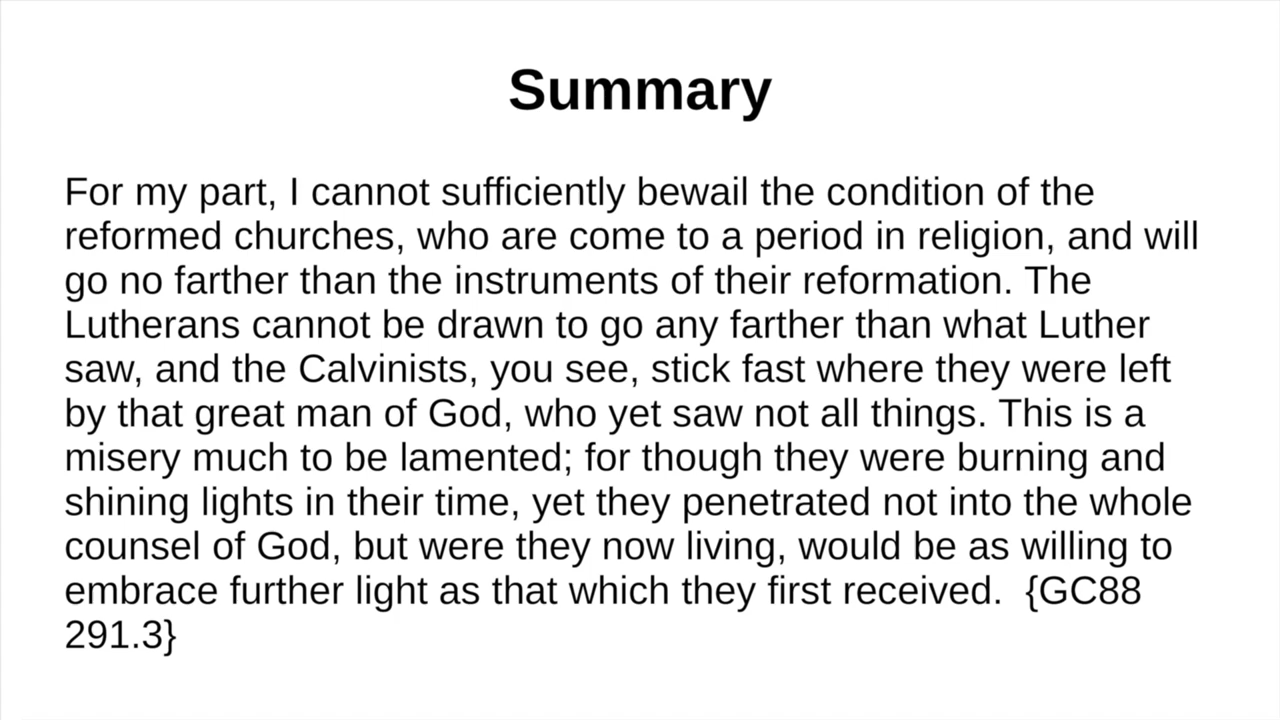 Summary
For my part, I cannot sufficiently bewail the condition of the
reformed churches, who are come to a period in religion, and will
go no farther than the instruments of their reformation. The
Lutherans cannot be drawn to go any farther than what Luther
saw, and the Calvinists, you see, stick fast where they were left
by that great man of God, who yet saw not all things. This is a
misery much to be lamented; for though they were burning and
shining lights in their time, yet they penetrated not into the whole
counsel of God, but were they now living, would be as willing to
embrace further light as that which they first received.  {GC88
291.3}